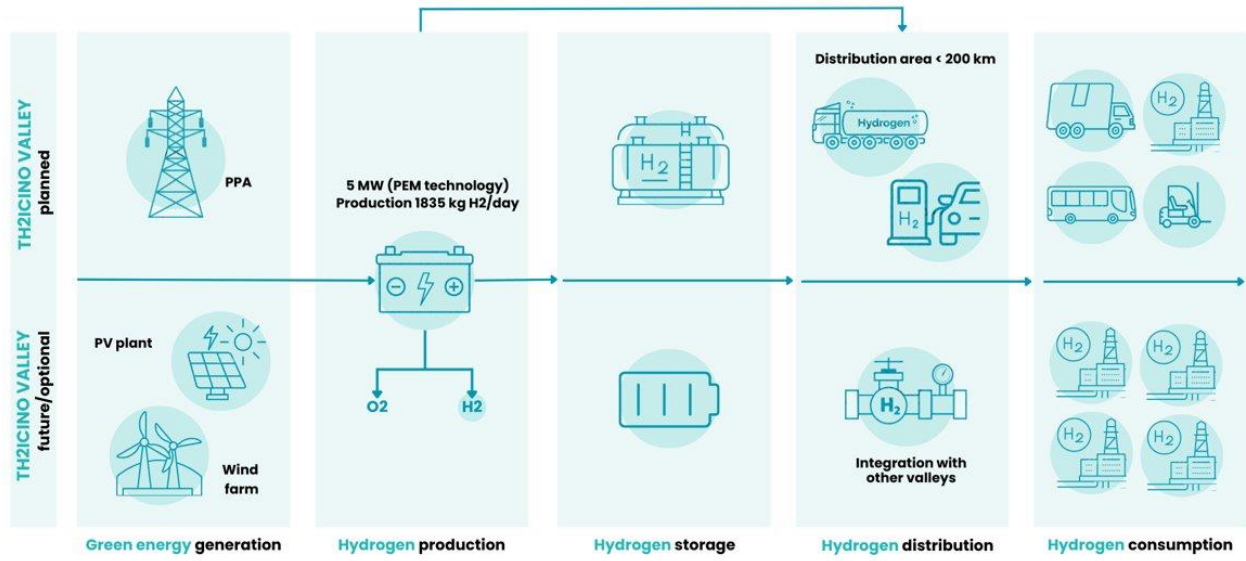 TH2ICINO VALLEY
planned
PPA
5 MW (PEM technology)
Production 1835 kg H2/day
H
H2
Distribution area < 200 km
Hydrogen
H2
H2
TH2ICINO VALLEY
future/optional
PV plant
Wind
farm
O2
H2
H2
Integration with
other valleys
H2
H2
H2
H2
Green energy generation
Hydrogen production
Hydrogen storage
Hydrogen distribution
Hydrogen consumption